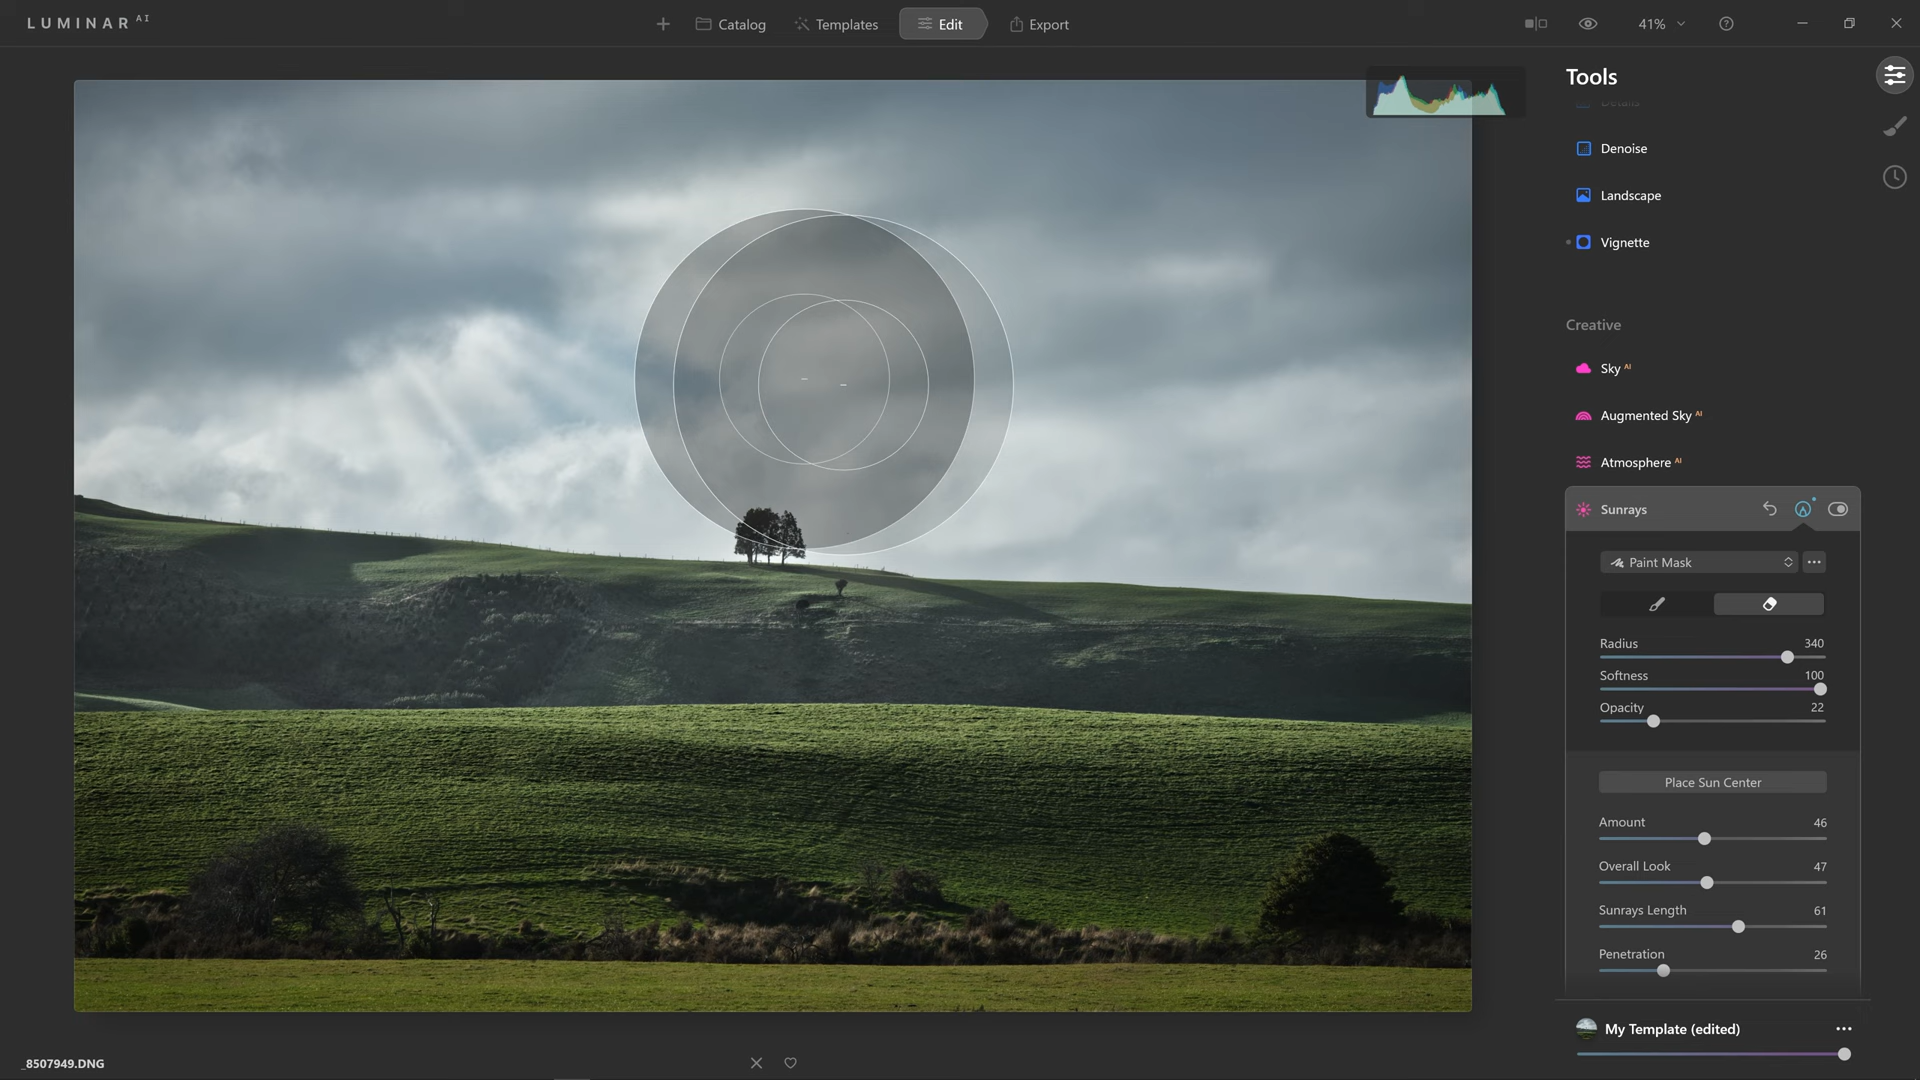 LUMINAR AI
Catalog
Templates
Edit
Export
41%
Tools
Details
Denoise
Landscape
Vignette
Creative
Sky AI
Augmented Sky AI
Atmosphere AI
Sunrays
Paint Mask
Radius 340
Softness 100
Opacity 22
Place Sun Center
Amount 46
Overall Look 47
Sunrays Length 61
Penetration 26
My Template (edited)
_8507949.DNG